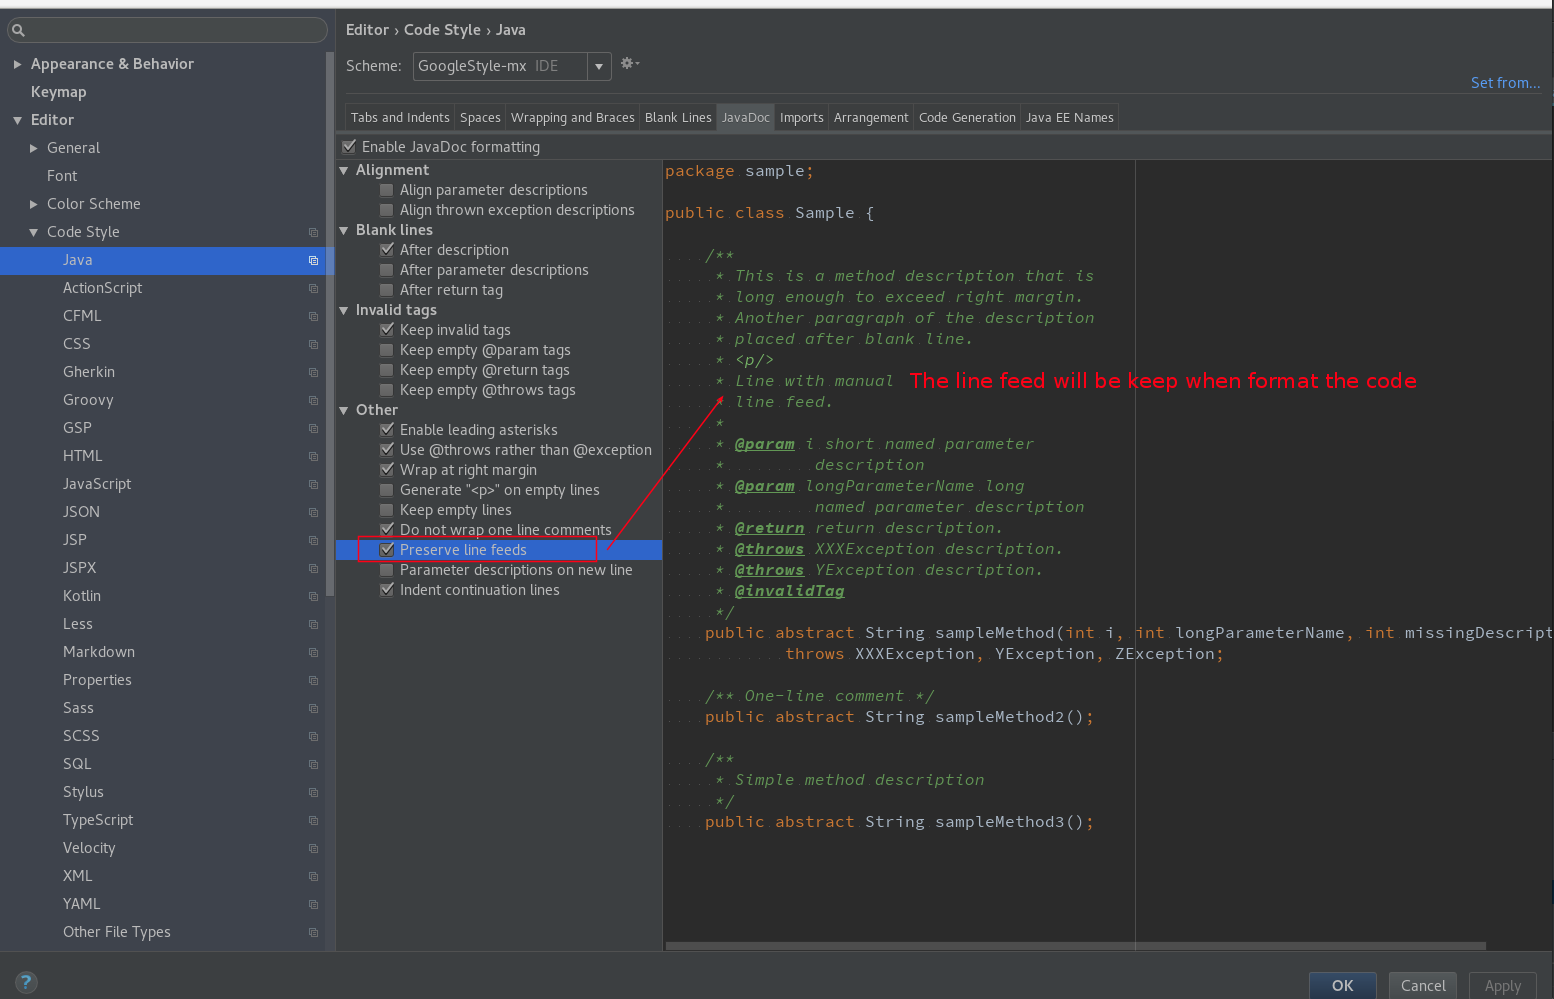 Editor › Code Style › Java
Scheme: GoogleStyle-mx IDE
Set from...
Appearance & Behavior
Keymap
Editor
General
Font
Color Scheme
Code Style
Java
ActionScript
CFML
CSS
Gherkin
Groovy
GSP
HTML
JavaScript
JSON
JSP
JSPX
Kotlin
Less
Markdown
Properties
Sass
SCSS
SQL
Stylus
TypeScript
Velocity
XML
YAML
Other File Types
Tabs and Indents Spaces Wrapping and Braces Blank Lines JavaDoc Imports Arrangement Code Generation Java EE Names
Enable JavaDoc formatting
Alignment
Align parameter descriptions
Align thrown exception descriptions
Blank lines
After description
After parameter descriptions
After return tag
Invalid tags
Keep invalid tags
Keep empty @param tags
Keep empty @return tags
Keep empty @throws tags
Other
Enable leading asterisks
Use @throws rather than @exception
Wrap at right margin
Generate "<p>" on empty lines
Keep empty lines
Do not wrap one line comments
Preserve line feeds
Parameter descriptions on new line
Indent continuation lines
package sample;
public class Sample {
/**
* This is a method description that is
* long enough to exceed right margin.
* Another paragraph of the description
* placed after blank line.
* <p/>
* Line with manual
The line feed will be keep when format the code
* line feed.
*
* @param i short named parameter
* description
* @param longParameterName long
* named parameter description
* @return return description.
* @throws XXXException description.
* @throws YException description.
* @invalidTag
*/
public abstract String sampleMethod(int i, int longParameterName, int missingDescript
throws XXXException, YException, ZException;
/** One-line comment */
public abstract String sampleMethod2();
/**
* Simple method description
*/
public abstract String sampleMethod3();
?
OK Cancel Apply